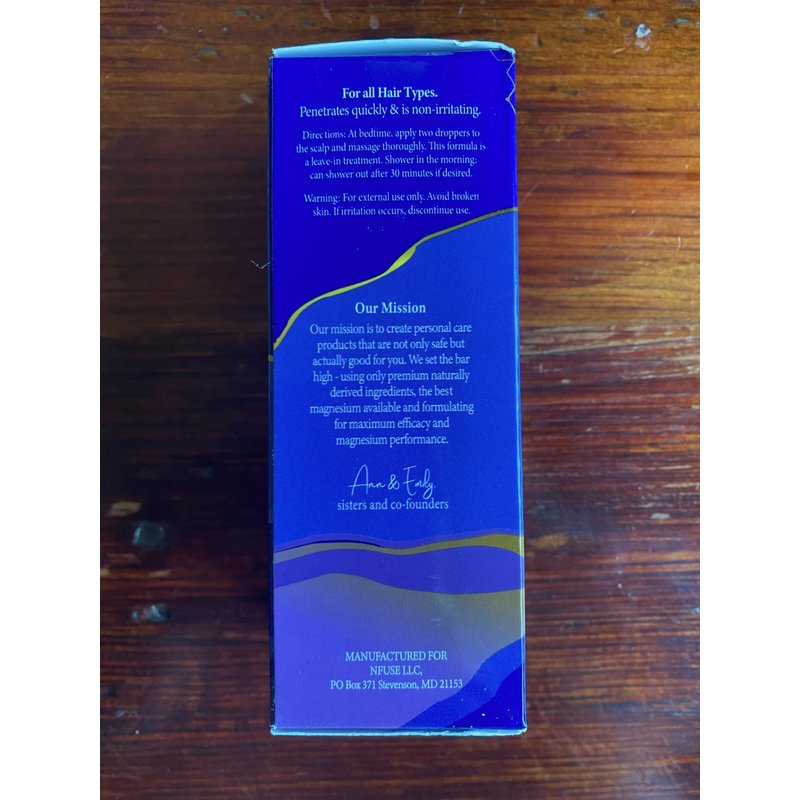 For all Hair Types.
Penetrates quickly & is non-irritating.
Directions: At bedtime, apply two droppers to
the scalp and massage thoroughly. This formula is
a leave-in treatment. Shower in the morning;
can shower out after 30 minutes if desired.
Warning: For external use only. Avoid broken
skin. If irritation occurs, discontinue use.
Our Mission
Our mission is to create personal care
products that are not only safe but
actually good for you. We set the bar
high - using only premium naturally
derived ingredients, the best
magnesium available and formulating
for maximum efficacy and
magnesium performance.
Ann & Emily
sisters and co-founders
MANUFACTURED FOR
NFUSE LLC,
PO Box 371 Stevenson, MD 21153